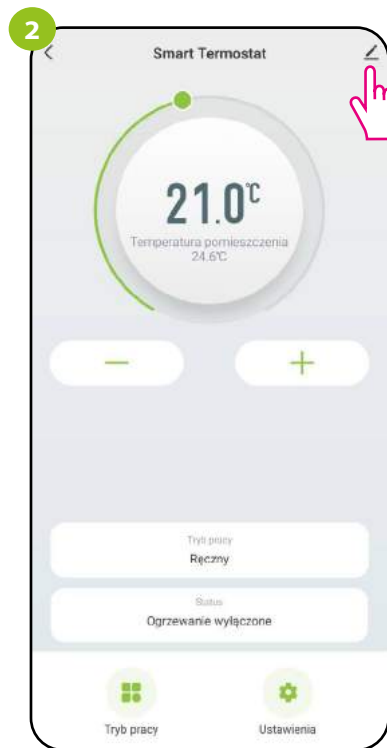 2
Smart Termostat
21.0°C
Temperatura pomieszczenia
24.6°C
Tryb pracy
Ręczny
Status
Ogrzewanie wyłączone
Tryb pracy
Ustawienia